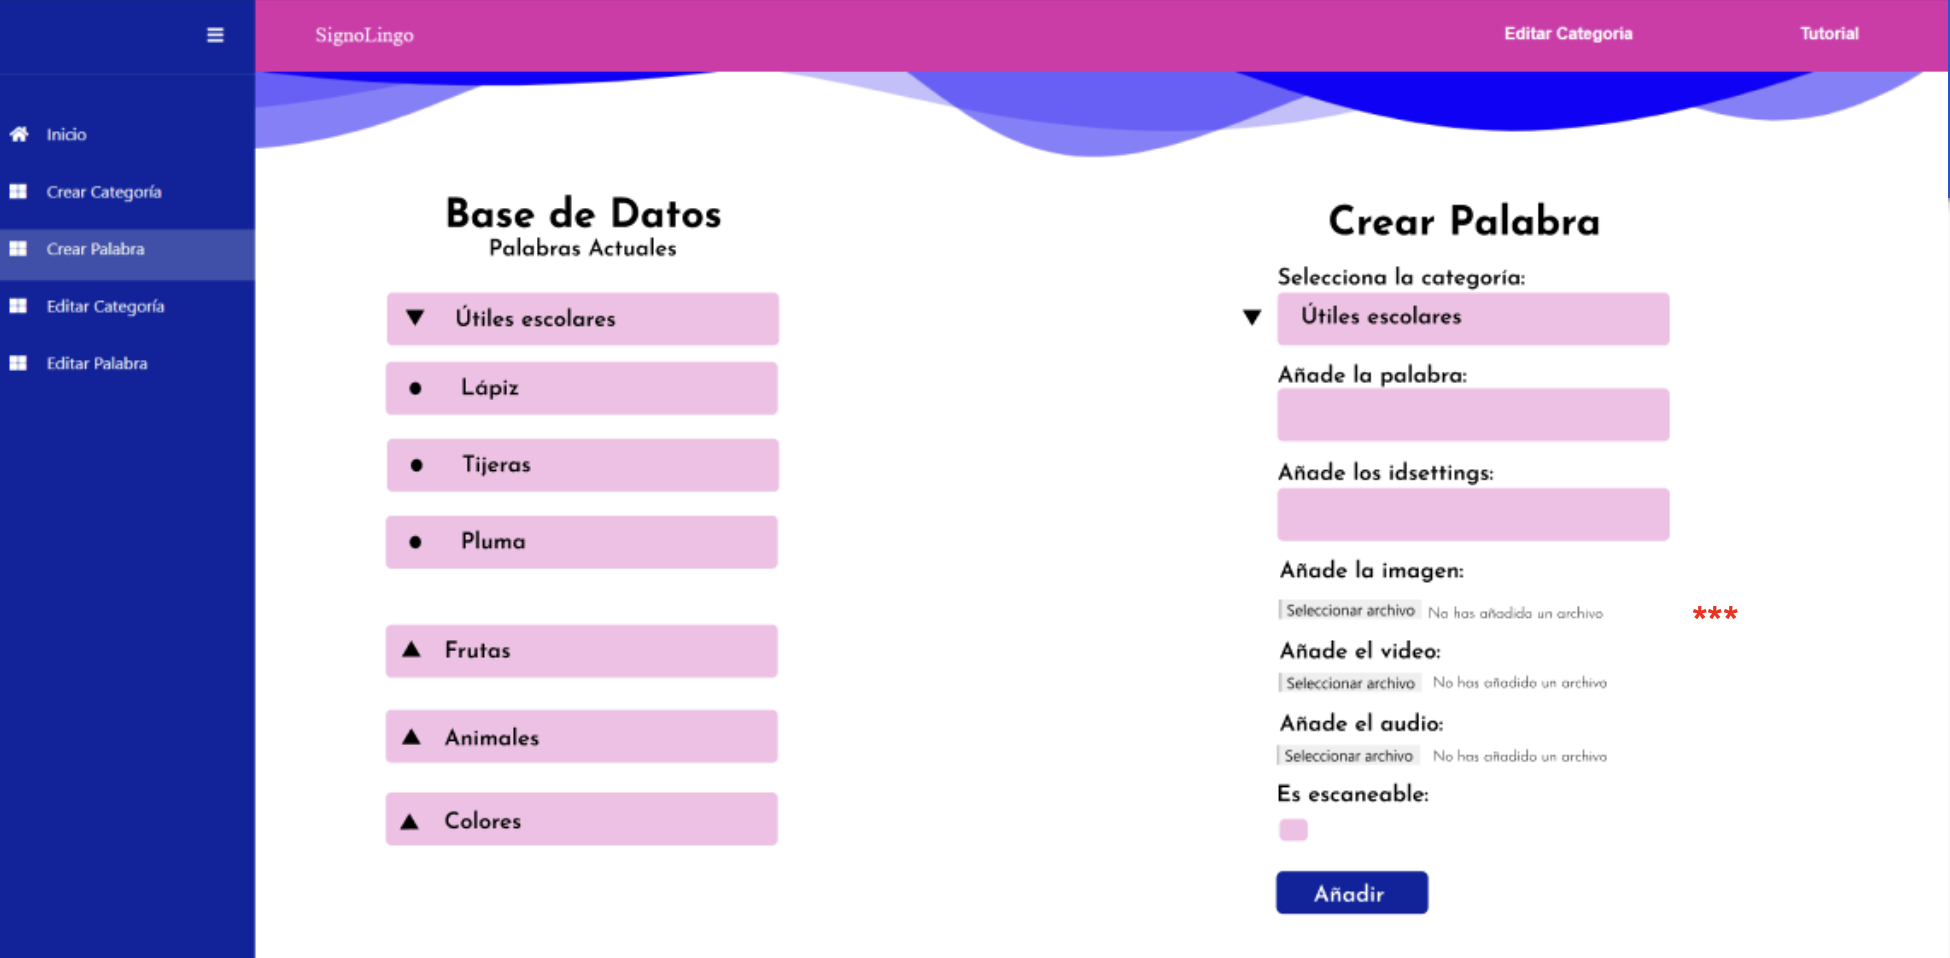 SignoLingo
Editar Categoria
Tutorial
Inicio
Crear Categoría
Crear Palabra
Editar Categoría
Editar Palabra
Base de Datos
Palabras Actuales
Útiles escolares
Lápiz
Tijeras
Pluma
Frutas
Animales
Colores
Crear Palabra
Selecciona la categoría:
Útiles escolares
Añade la palabra:
Añade los idsettings:
Añade la imagen:
Seleccionar archivo No has añadido un archivo ***
Añade el video:
Seleccionar archivo No has añadido un archivo
Añade el audio:
Seleccionar archivo No has añadido un archivo
Es escaneable:
Añadir